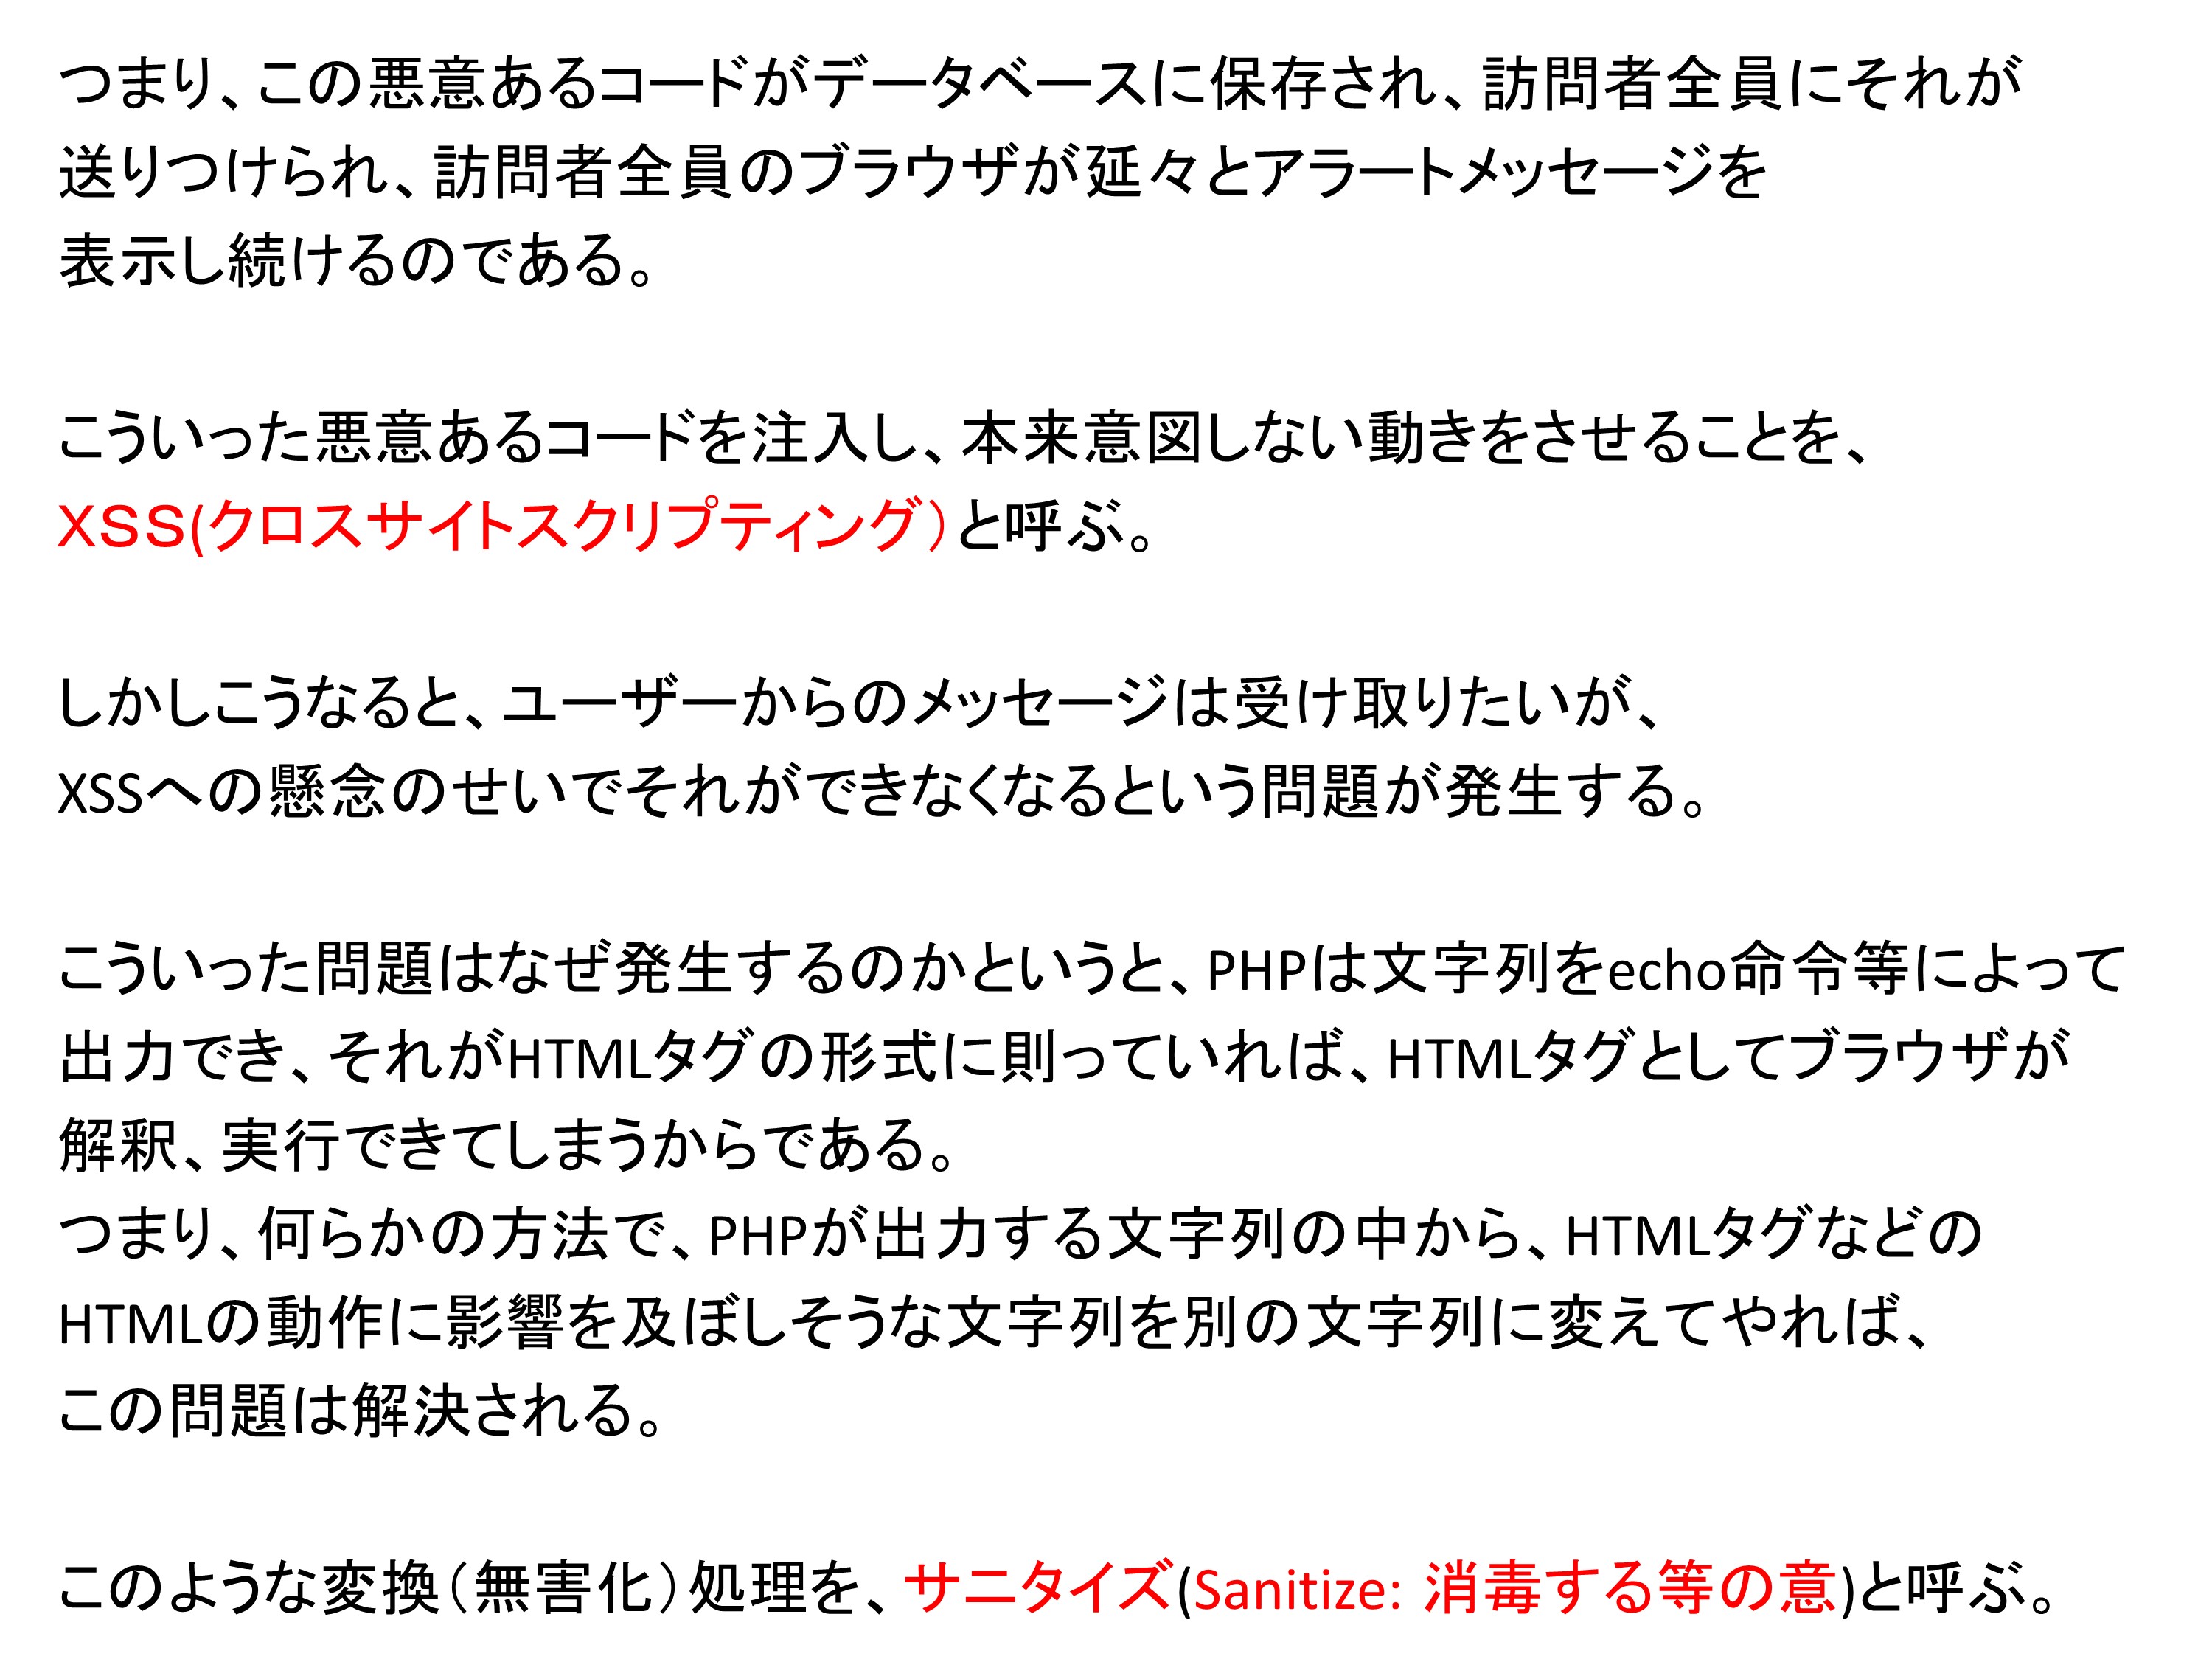 つまり、この悪意あるコードがデータベースに保存され、訪問者全員にそれが
送りつけられ、訪問者全員のブラウザが延々とアラートメッセージを
表示し続けるのである。
こういった悪意あるコードを注入し、本来意図しない動きをさせることを、
XSS(クロスサイトスクリプティング）と呼ぶ。
しかしこうなると、ユーザーからのメッセージは受け取りたいが、
XSSへの懸念のせいでそれができなくなるという問題が発生する。
こういった問題はなぜ発生するのかというと、PHPは文字列をecho命令等によって
出力でき、それがHTMLタグの形式に則っていれば、HTMLタグとしてブラウザが
解釈、実行できてしまうからである。
つまり、何らかの方法で、PHPが出力する文字列の中から、HTMLタグなどの
HTMLの動作に影響を及ぼしそうな文字列を別の文字列に変えてやれば、
この問題は解決される。
このような変換（無害化）処理を、サニタイズ(Sanitize: 消毒する等の意)と呼ぶ。